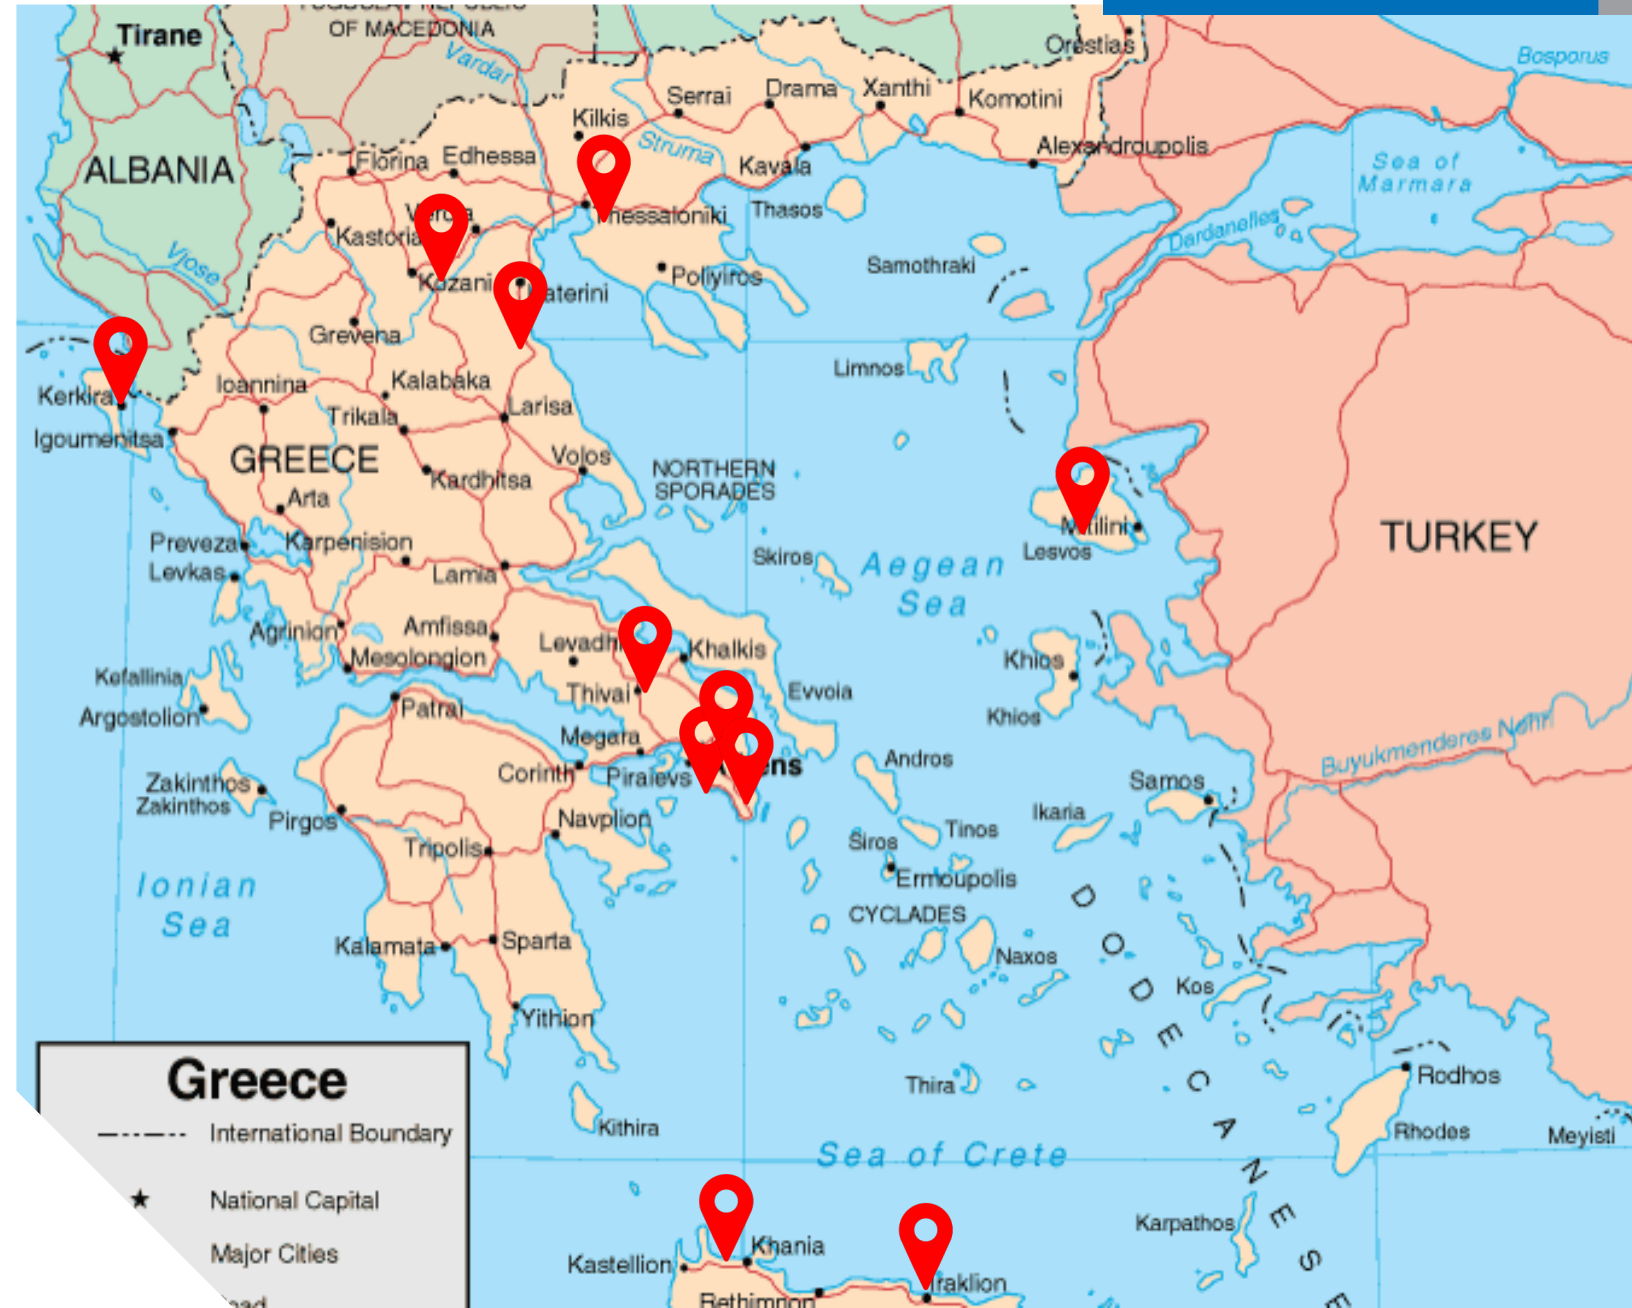 OF MACEDONIA
Tirane
Vardar
Orestias
Bosporus
Serrai
Drama
Xanthi
Komotini
Kilkis
Struma
Kavala
Alexandroupolis
Sea of
Marmara
ALBANIA
Florina
Edhessa
Thasos
Dardanelles
Kastoria
Thessaloniki
Vjose
Samothraki
Kozani
Poliyiros
Grevena
Limnos
Kerkira
Ioannina
Kalabaka
Igoumenitsa
Trikala
Larisa
GREECE
Volos
NORTHERN
SPORADES
Kardhitsa
Arta
TURKEY
Preveza
Karpenision
Levkas
Lamia
Skiros
Aegean
Sea
Lesvos
Agrinion
Amfissa
Khalkis
Mesolongion
Khios
Kefallinia
Thivai
Evvoia
Argostolion
Patrai
Khios
Megara
Buyukmenderes Nehri
Corinth
Piraievs
Andros
Zakinthos
Zakinthos
Samos
Pirgos
Navplion
Ikaria
Tinos
Tripolis
Siros
Ermoupolis
Ionian
Sea
CYCLADES
Kalamata
Sparta
Naxos
Kos
Yithion
DODECANESE
Greece
Thira
Rodhos
International Boundary
Kithira
Rhodes
Meyisti
Sea of Crete
National Capital
Karpathos
Major Cities
Kastellion
Khania
Iraklion
Rethimnon